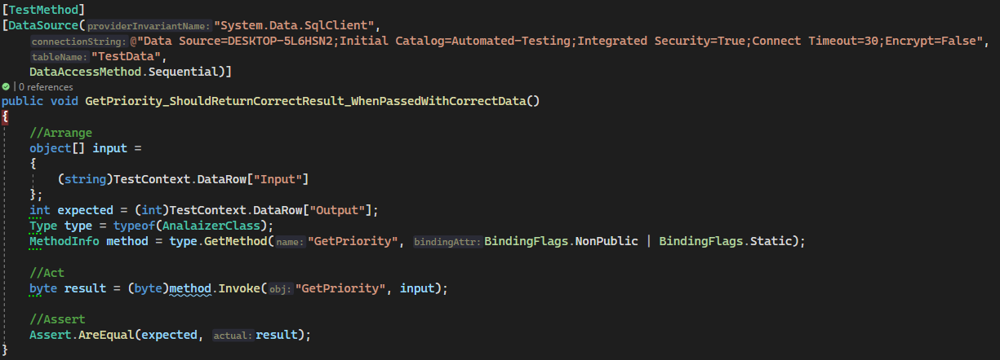 [TestMethod]
[DataSource(providerInvariantName:"System.Data.SqlClient",
connectionString:@"Data Source=DESKTOP-5L6HSN2;Initial Catalog=Automated-Testing;Integrated Security=True;Connect Timeout=30;Encrypt=False",
tableName:"TestData",
DataAccessMethod.Sequential)]
| 0 references
public void GetPriority_ShouldReturnCorrectResult_WhenPassedWithCorrectData()
{
//Arrange
object[] input =
{
(string)TestContext.DataRow["Input"]
};
int expected = (int)TestContext.DataRow["Output"];
Type type = typeof(AnalaizerClass);
MethodInfo method = type.GetMethod(name:"GetPriority", bindingAttr:BindingFlags.NonPublic | BindingFlags.Static);
//Act
byte result = (byte)method.Invoke(obj:"GetPriority", input);
//Assert
Assert.AreEqual(expected, actual:result);
}